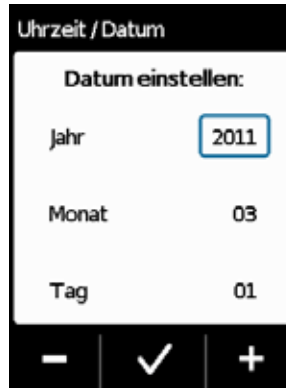 Uhrzeit / Datum
Datum einstellen:
Jahr 2011
Monat 03
Tag 01